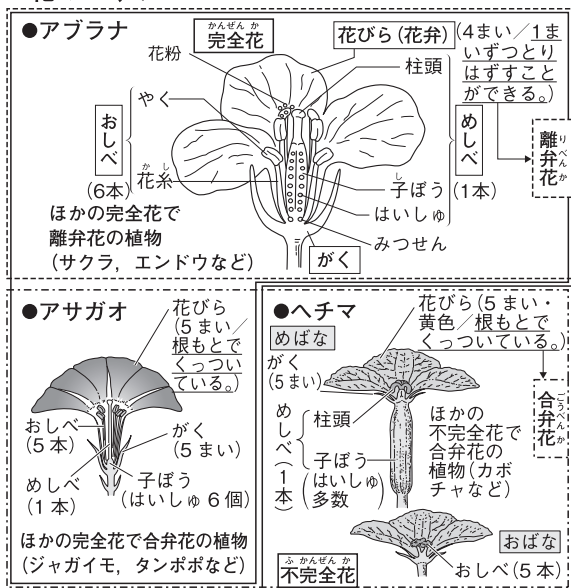 ●アブラナ
かんぜんか
完全花
花粉
花びら(花弁)
(4まい／1ま
いずつとり
はずすこと
ができる。)
柱頭
やく
おしべ
(6本)
かし
花糸
めしべ
(1本)
りべんか
離弁花
し
子ぼう
はいしゅ
みつせん
がく
ほかの完全花で
離弁花の植物
(サクラ，エンドウなど)
●アサガオ
花びら
(5まい／
根もとで
くっつい
ている。)
おしべ
(5本)
がく
(5まい)
めしべ
(1本)
子ぼう
(はいしゅ6個)
ほかの完全花で合弁花の植物
(ジャガイモ，タンポポなど)
●ヘチマ
めばな
花びら(5まい・
黄色／根もとで
くっついている。)
がく
(5まい)
ごうべんか
合弁花
めしべ(1本)
柱頭
子ぼう
(はいしゅ
多数)
ほかの
不完全花で
合弁花の
植物(カボ
チャなど)
おばな
おしべ(5本)
ふかんぜんか
不完全花